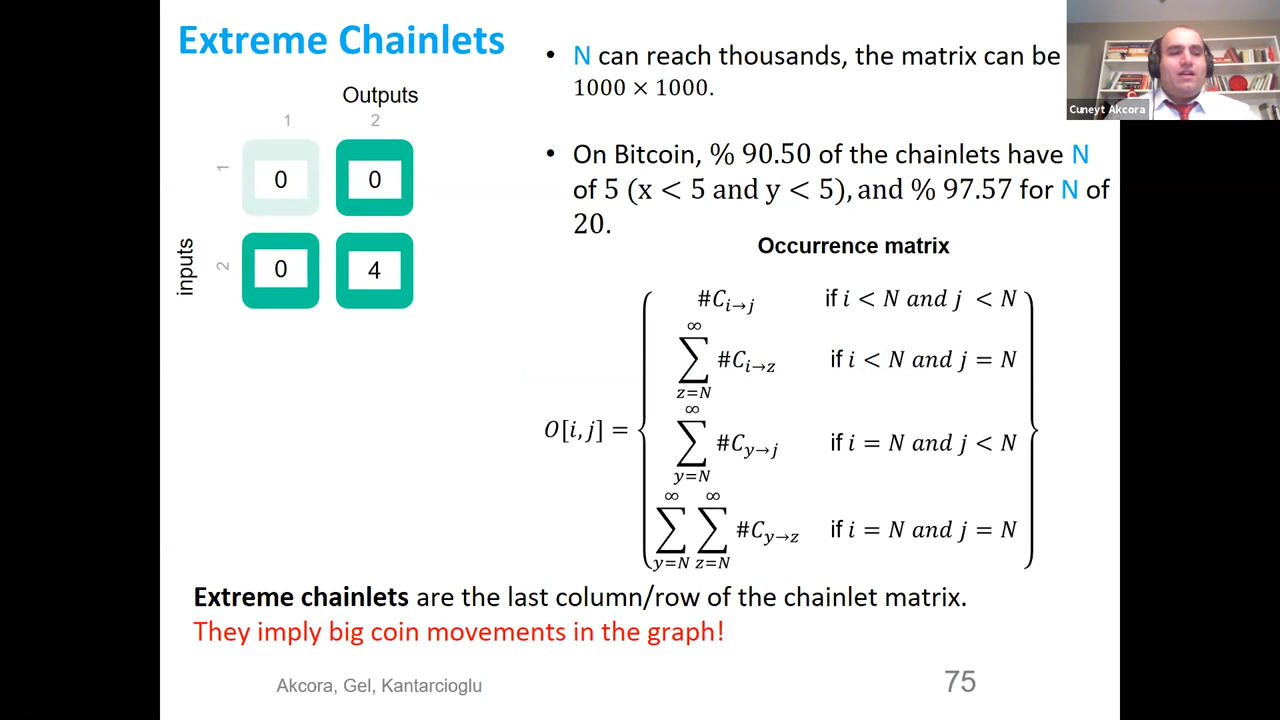 Extreme Chainlets
Outputs
1 2
1
0 0
inputs
2
0 4
• N can reach thousands, the matrix can be
1000 × 1000.
• On Bitcoin, % 90.50 of the chainlets have N
of 5 (x < 5 and y < 5), and % 97.57 for N of
20.
Occurrence matrix
O[i,j] =
#C_{i→j} if i < N and j < N
∑_{z=N}^{∞} #C_{i→z} if i < N and j = N
∑_{y=N}^{∞} #C_{y→j} if i = N and j < N
∑_{y=N}^{∞} ∑_{z=N}^{∞} #C_{y→z} if i = N and j = N
Extreme chainlets are the last column/row of the chainlet matrix.
They imply big coin movements in the graph!
Akcora, Gel, Kantarcioglu
75
Cuneyt Akcora